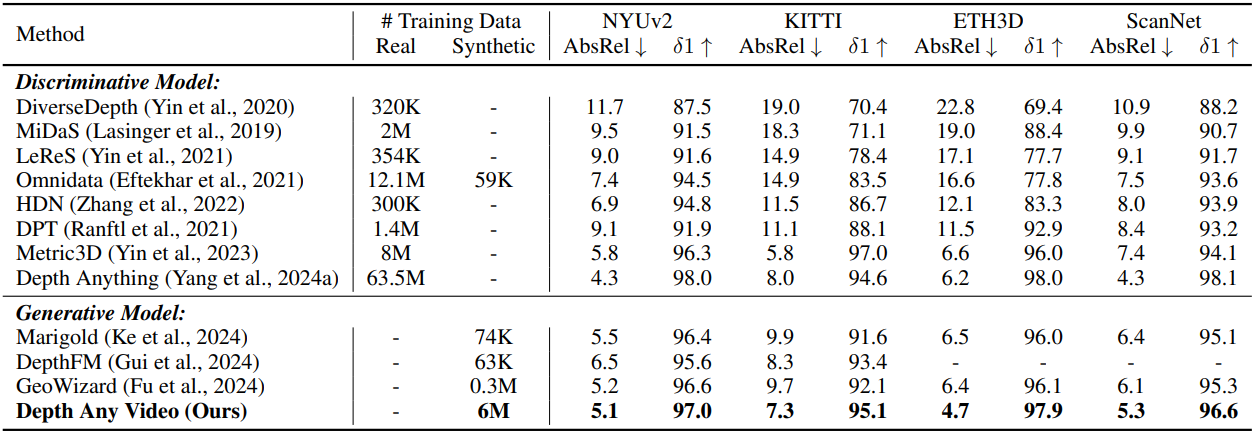 Method # Training Data NYUv2 KITTI ETH3D ScanNet
Real Synthetic AbsRel ↓ δ1 ↑ AbsRel ↓ δ1 ↑ AbsRel ↓ δ1 ↑ AbsRel ↓ δ1 ↑
Discriminative Model:
DiverseDepth (Yin et al., 2020) 320K - 11.7 87.5 19.0 70.4 22.8 69.4 10.9 88.2
MiDaS (Lasinger et al., 2019) 2M - 9.5 91.5 18.3 71.1 19.0 88.4 9.9 90.7
LeReS (Yin et al., 2021) 354K - 9.0 91.6 14.9 78.4 17.1 77.7 9.1 91.7
Omnidata (Eftekhar et al., 2021) 12.1M 59K 7.4 94.5 14.9 83.5 16.6 77.8 7.5 93.6
HDN (Zhang et al., 2022) 300K - 6.9 94.8 11.5 86.7 12.1 83.3 8.0 93.9
DPT (Ranftl et al., 2021) 1.4M - 9.1 91.9 11.1 88.1 11.5 92.9 8.4 93.2
Metric3D (Yin et al., 2023) 8M - 5.8 96.3 5.8 97.0 6.6 96.0 7.4 94.1
Depth Anything (Yang et al., 2024a) 63.5M - 4.3 98.0 8.0 94.6 6.2 98.0 4.3 98.1
Generative Model:
Marigold (Ke et al., 2024) - 74K 5.5 96.4 9.9 91.6 6.5 96.0 6.4 95.1
DepthFM (Gui et al., 2024) - 63K 6.5 95.6 8.3 93.4 - - - -
GeoWizard (Fu et al., 2024) - 0.3M 5.2 96.6 9.7 92.1 6.4 96.1 6.1 95.3
Depth Any Video (Ours) - 6M 5.1 97.0 7.3 95.1 4.7 97.9 5.3 96.6